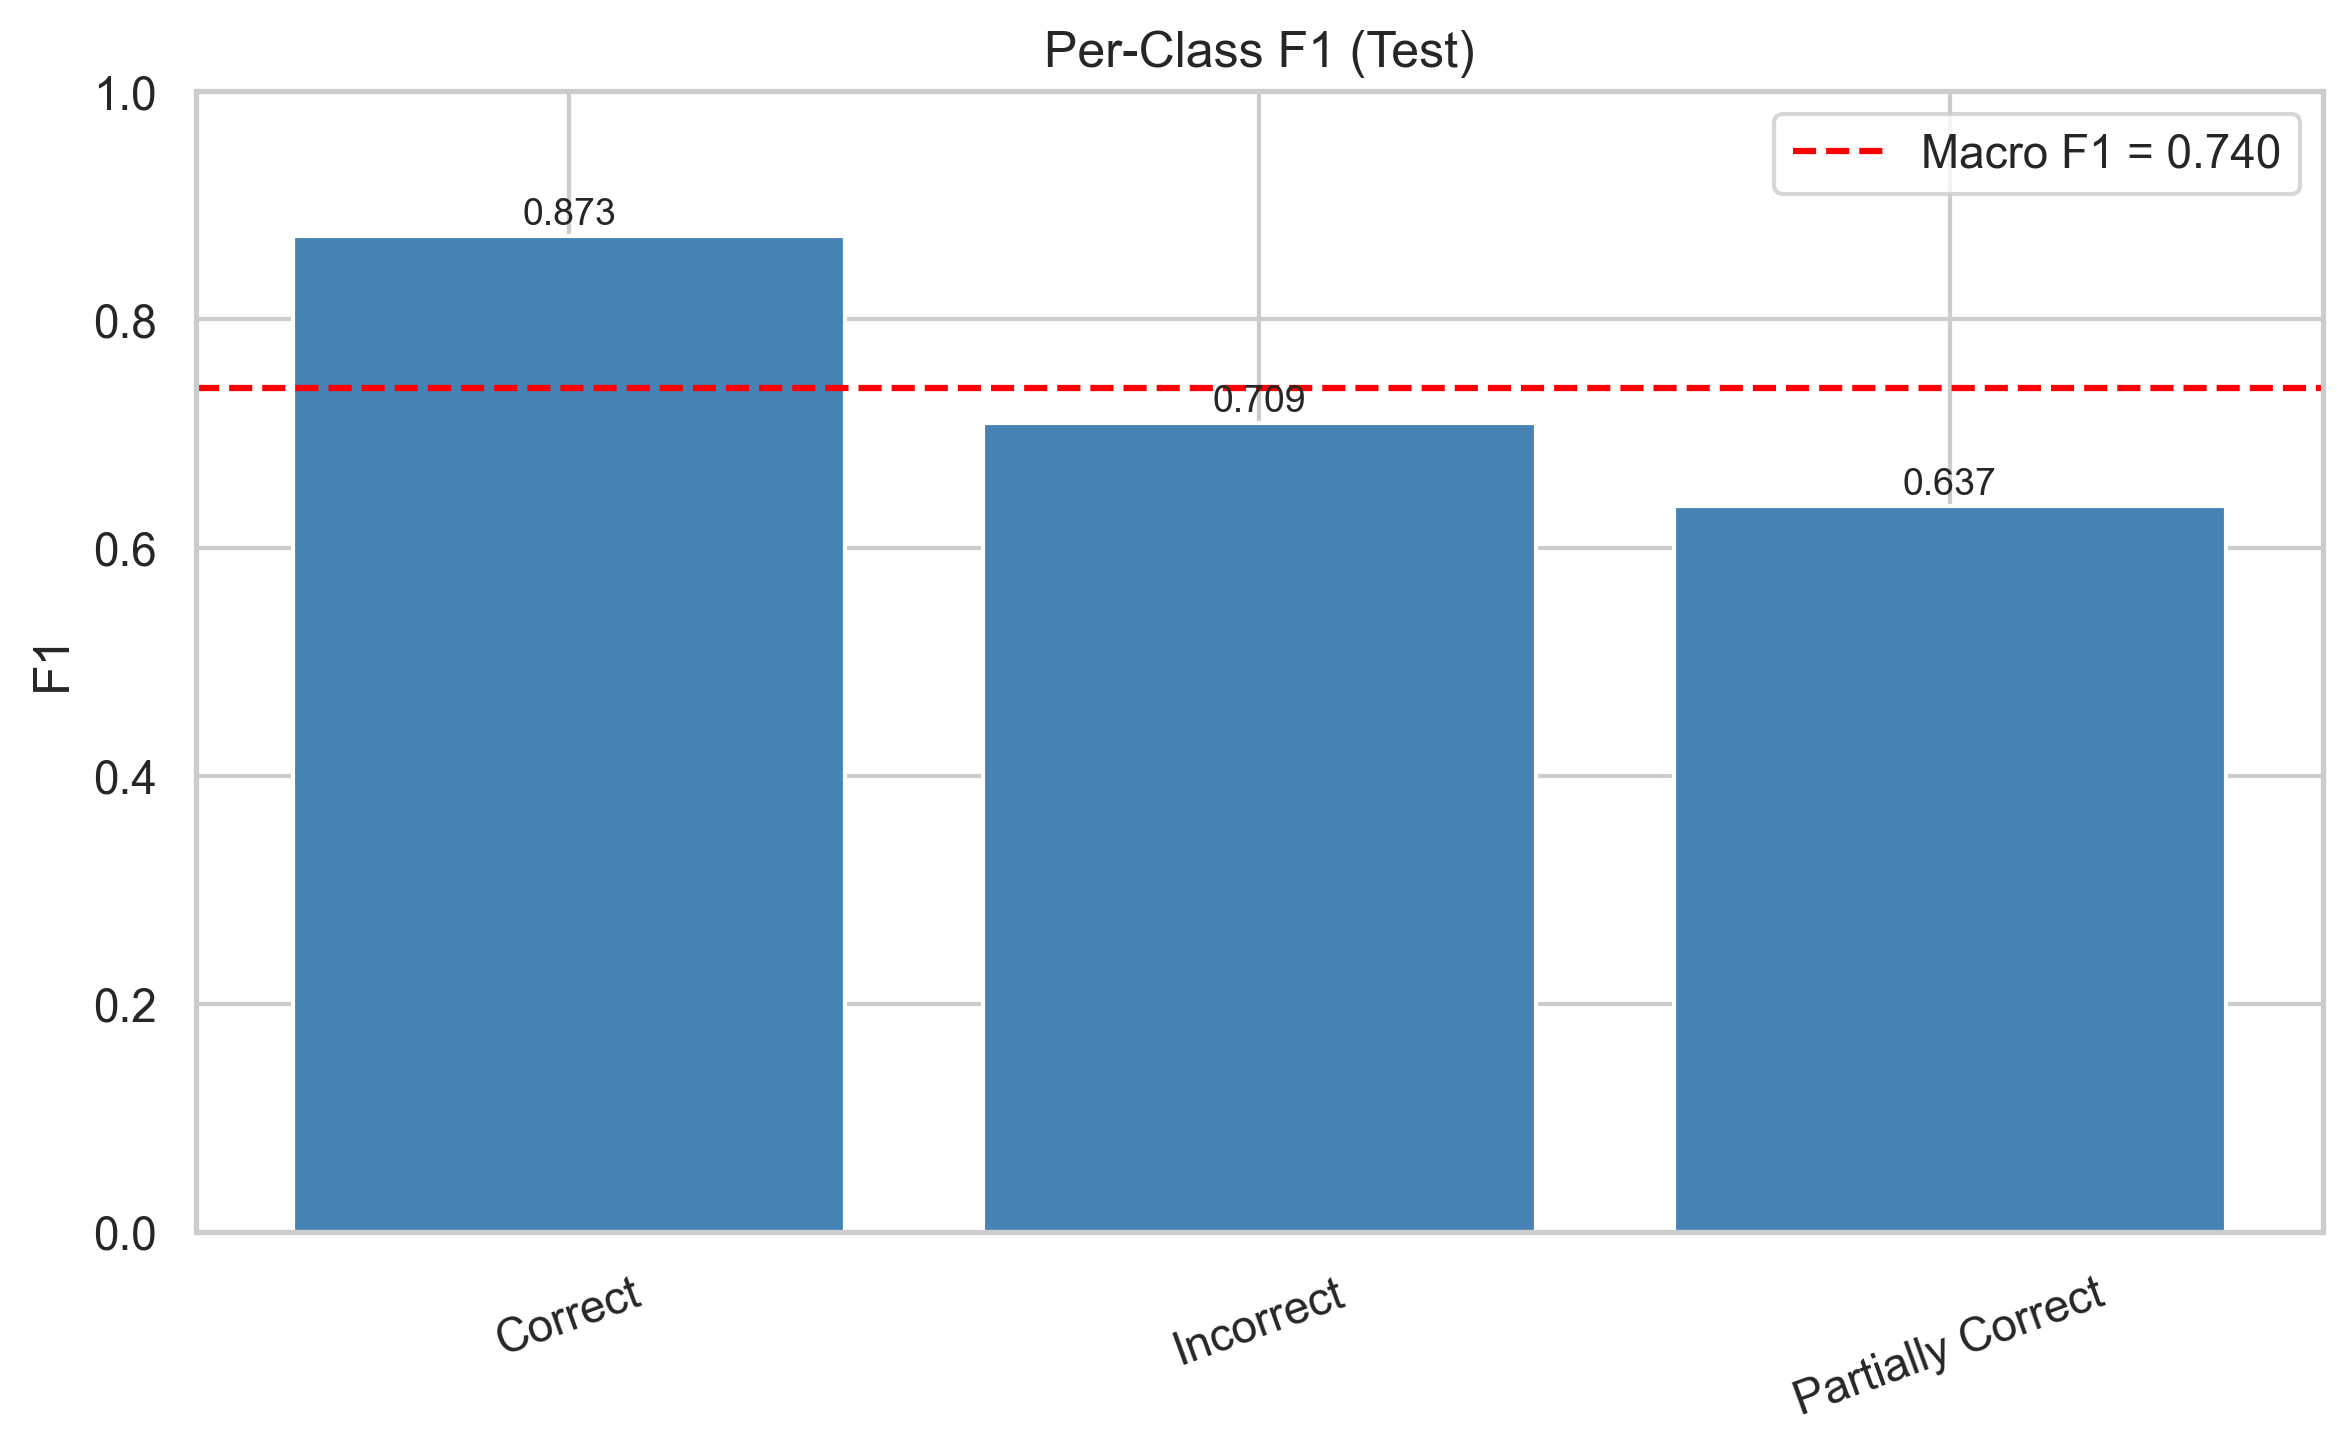 Per-Class F1 (Test)
1.0
Macro F1 = 0.740
0.873
0.8
0.709
0.637
0.6
F1
0.4
0.2
0.0
Correct
Incorrect
Partially Correct